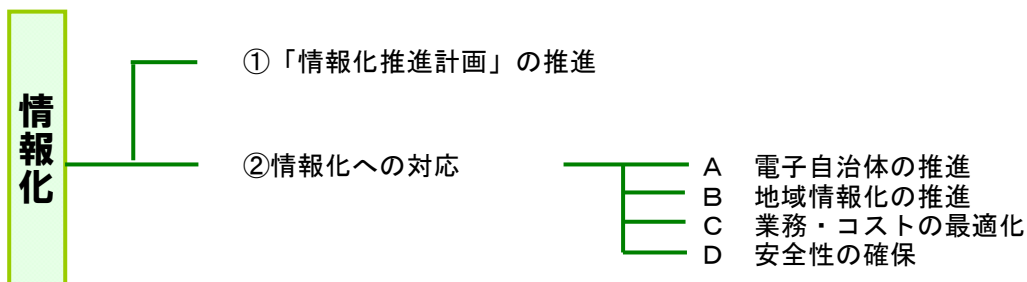 情報化
①「情報化推進計画」の推進
②情報化への対応
A 電子自治体の推進
B 地域情報化の推進
C 業務・コストの最適化
D 安全性の確保